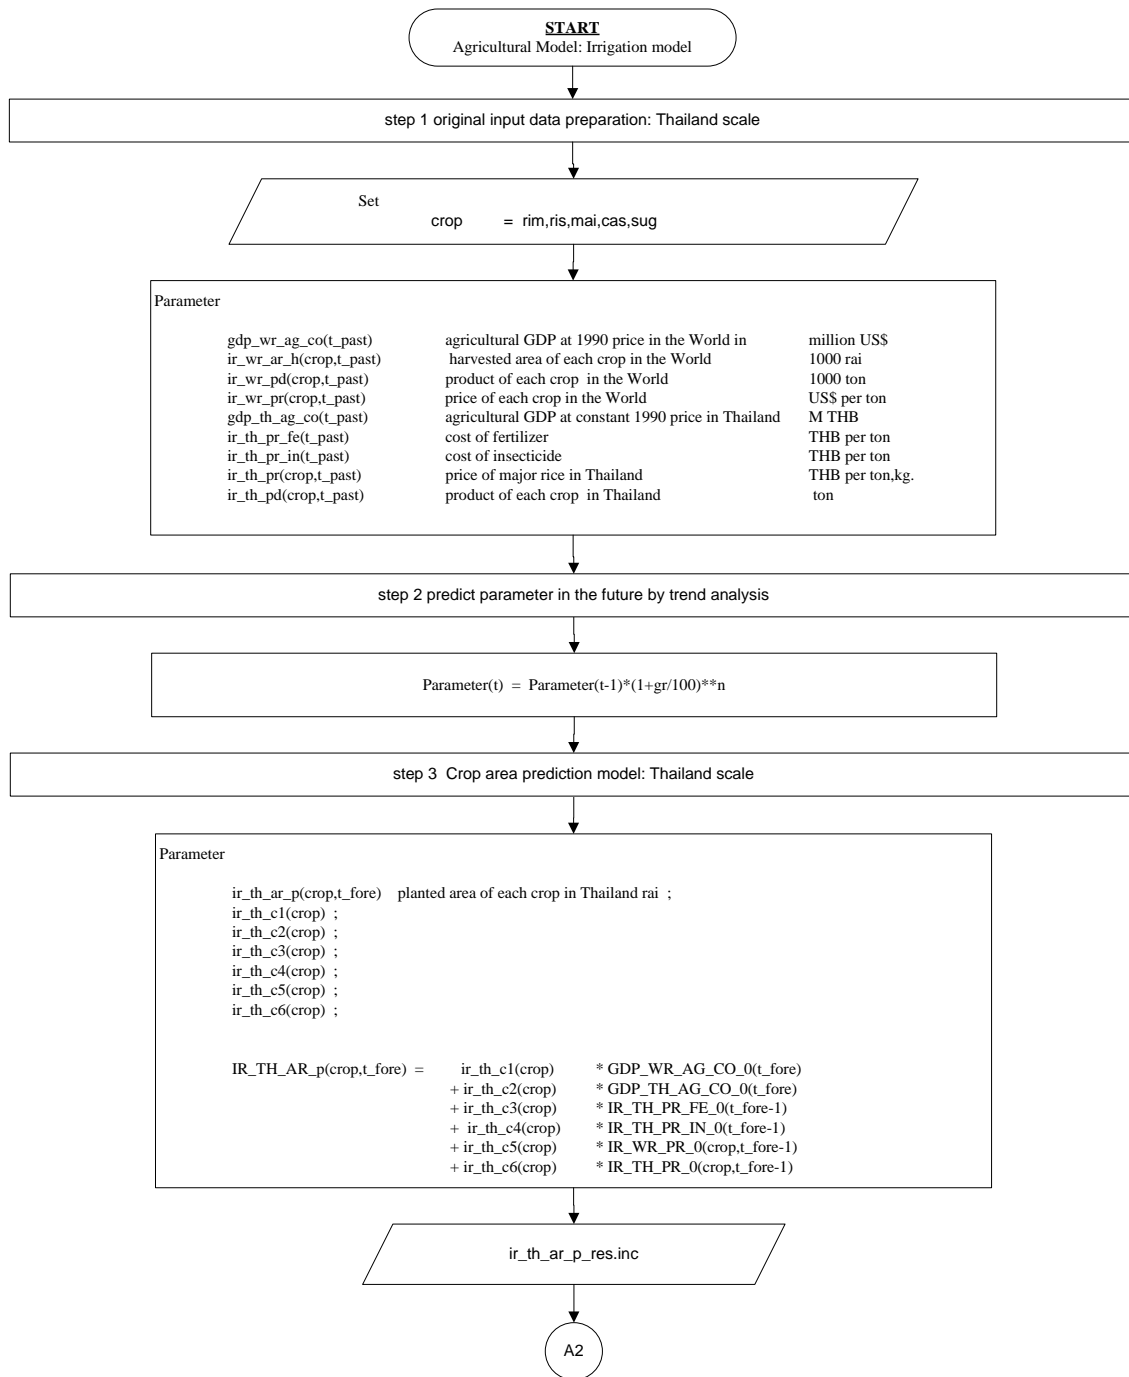 START
Agricultural Model: Irrigation model
step 1 original input data preparation: Thailand scale
Set
crop = rim,ris,mai,cas,sug
Parameter
gdp_wr_ag_co(t_past) agricultural GDP at 1990 price in the World in million US$
ir_wr_ar_h(crop,t_past) harvested area of each crop in the World 1000 rai
ir_wr_pd(crop,t_past) product of each crop in the World 1000 ton
ir_wr_pr(crop,t_past) price of each crop in the World US$ per ton
gdp_th_ag_co(t_past) agricultural GDP at constant 1990 price in Thailand M THB
ir_th_pr_fe(t_past) cost of fertilizer THB per ton
ir_th_pr_in(t_past) cost of insecticide THB per ton
ir_th_pr(crop,t_past) price of major rice in Thailand THB per ton,kg.
ir_th_pd(crop,t_past) product of each crop in Thailand ton
step 2 predict parameter in the future by trend analysis
Parameter(t) = Parameter(t-1)*(1+gr/100)**n
step 3 Crop area prediction model: Thailand scale
Parameter
ir_th_ar_p(crop,t_fore) planted area of each crop in Thailand rai ;
ir_th_c1(crop) ;
ir_th_c2(crop) ;
ir_th_c3(crop) ;
ir_th_c4(crop) ;
ir_th_c5(crop) ;
ir_th_c6(crop) ;
IR_TH_AR_p(crop,t_fore) = ir_th_c1(crop) * GDP_WR_AG_CO_0(t_fore)
+ ir_th_c2(crop) * GDP_TH_AG_CO_0(t_fore)
+ ir_th_c3(crop) * IR_TH_PR_FE_0(t_fore-1)
+ ir_th_c4(crop) * IR_TH_PR_IN_0(t_fore-1)
+ ir_th_c5(crop) * IR_WR_PR_0(crop,t_fore-1)
+ ir_th_c6(crop) * IR_TH_PR_0(crop,t_fore-1)
ir_th_ar_p_res.inc
A2